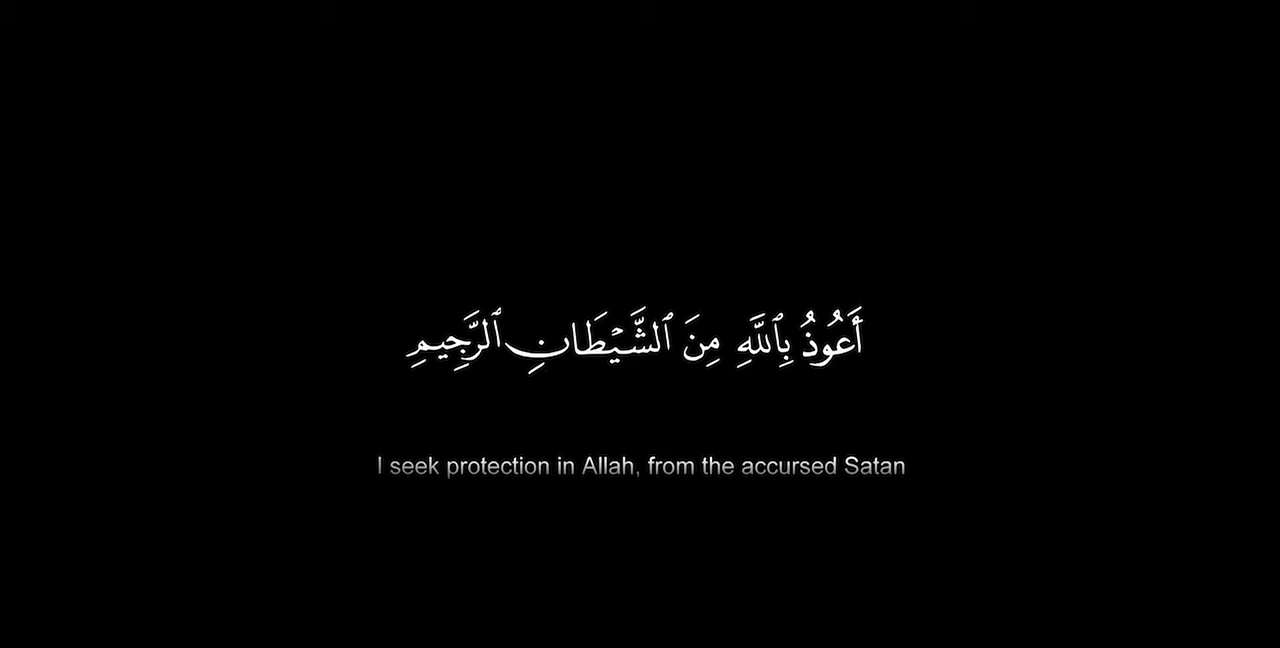 أَعُوذُ بِٱللَّهِ مِنَ ٱلشَّيْطَانِ ٱلرَّجِيمِ
I seek protection in Allah, from the accursed Satan